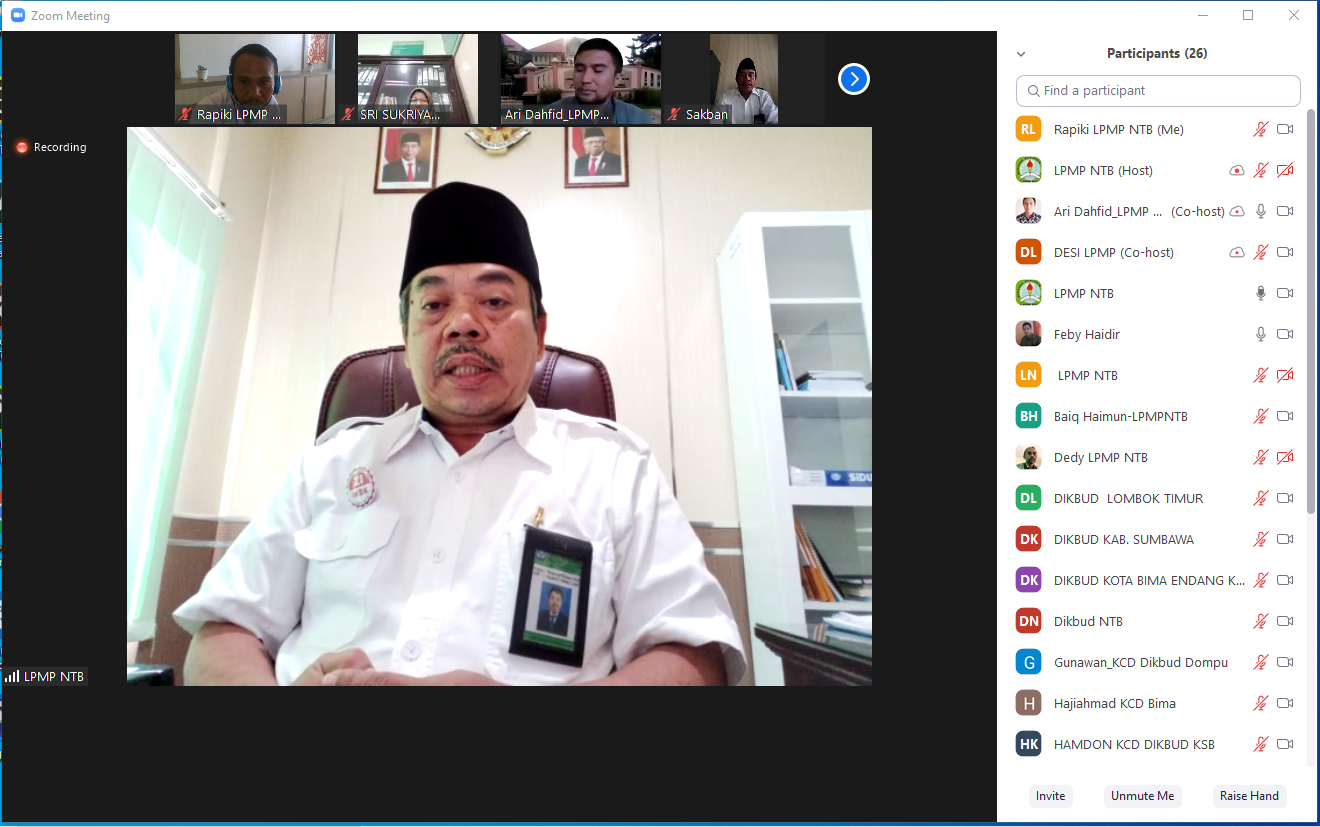 Zoom Meeting
Rapiki LPMP ...
SRI SUKRIYA...
Ari Dahfid_LPMP...
Sakban
Recording
WBK
SiDU
LPMP NTB
Participants (26)
Find a participant
RL Rapiki LPMP NTB (Me)
LPMP NTB (Host)
Ari Dahfid_LPMP ... (Co-host)
DL DESI LPMP (Co-host)
LPMP NTB
Feby Haidir
LN LPMP NTB
BH Baiq Haimun-LPMPNTB
Dedy LPMP NTB
DL DIKBUD LOMBOK TIMUR
DK DIKBUD KAB. SUMBAWA
DK DIKBUD KOTA BIMA ENDANG K...
DN Dikbud NTB
G Gunawan_KCD Dikbud Dompu
H Hajiahmad KCD Bima
HK HAMDON KCD DIKBUD KSB
Invite Unmute Me Raise Hand